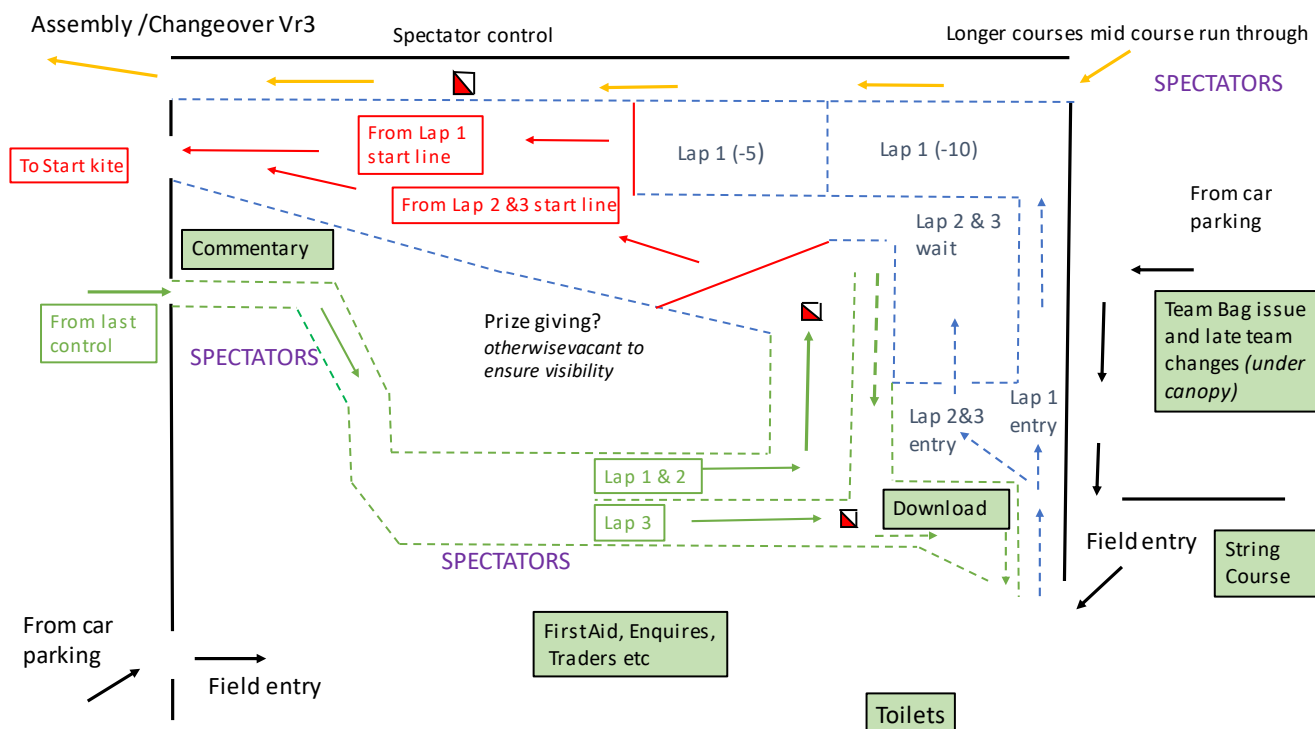 Assembly /Changeover Vr3
Spectator control
Longer courses mid course run through
SPECTATORS
From Lap 1
start line
Lap 1 (-5)
Lap 1 (-10)
To Start kite
From Lap 2 &3 start line
From car
parking
Lap 2 & 3
wait
Commentary
From last
control
Prize giving?
otherwisevacant to
ensure visibility
Team Bag issue
and late team
changes (under
canopy)
SPECTATORS
Lap 2&3
entry
Lap 1
entry
Lap 1 & 2
Download
Lap 3
Field entry
String
Course
SPECTATORS
From car
parking
FirstAid, Enquires,
Traders etc
Field entry
Toilets